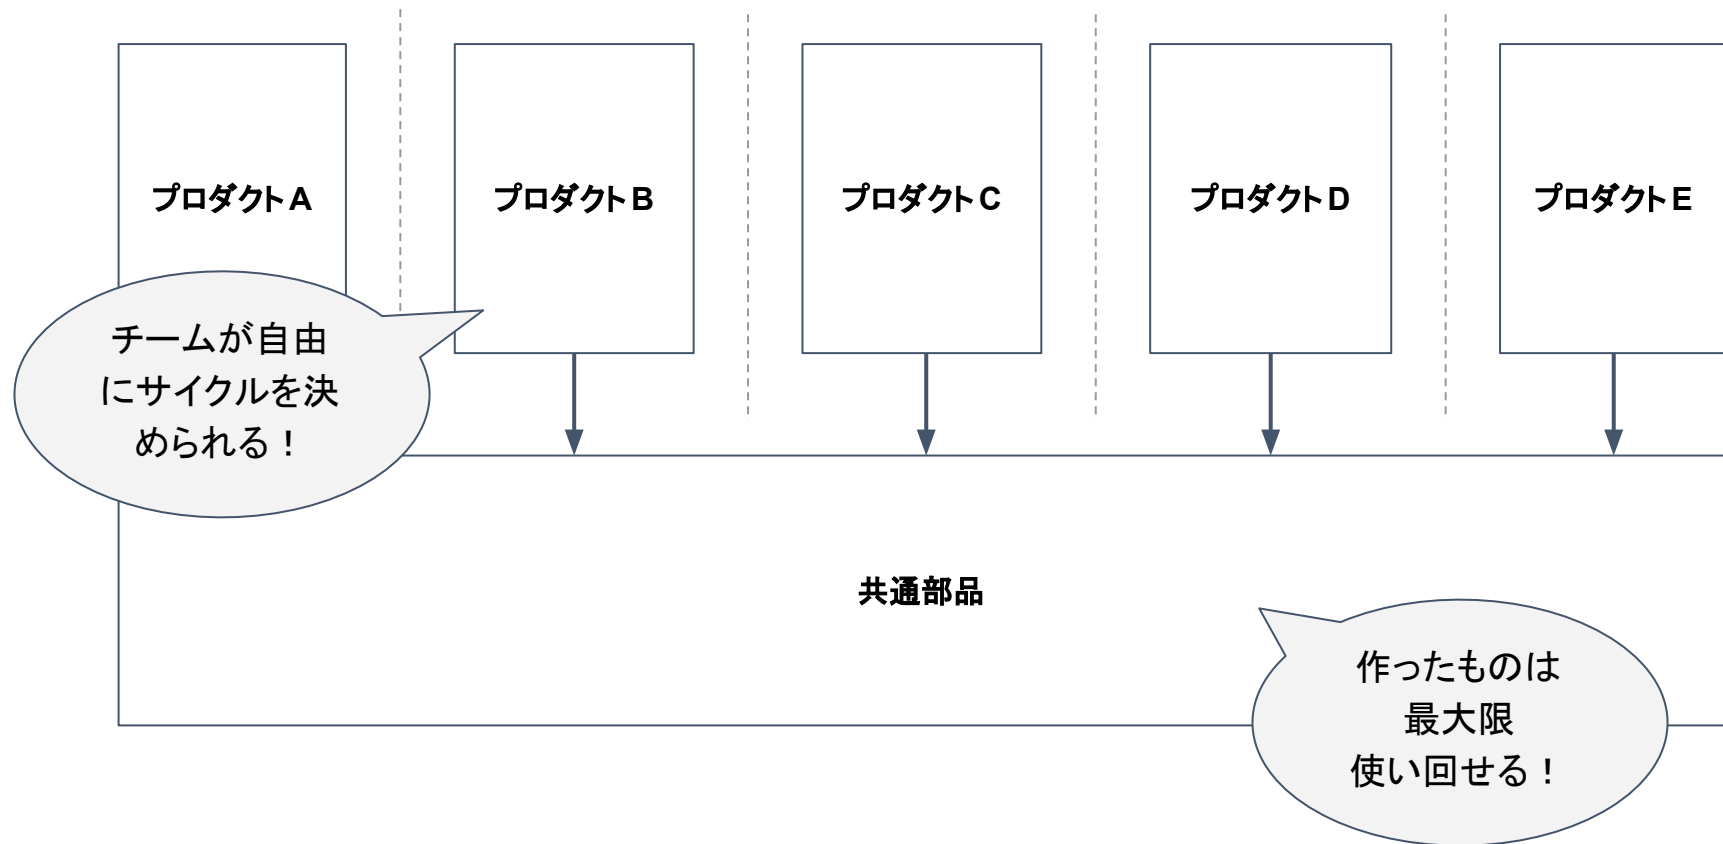 プロダクトA
プロダクトB
プロダクトC
プロダクトD
プロダクトE
チームが自由
にサイクルを決
められる！
共通部品
作ったものは
最大限
使い回せる！